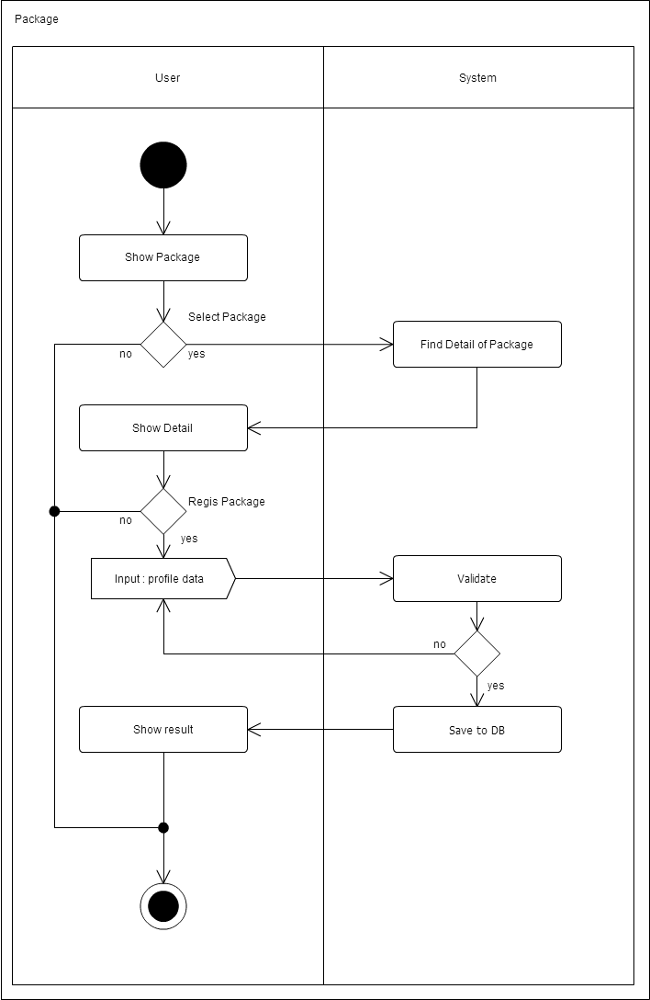 Package
User
System
Show Package
Select Package
no
yes
Find Detail of Package
Show Detail
Regis Package
no
yes
Input : profile data
Validate
no
yes
Show result
Save to DB